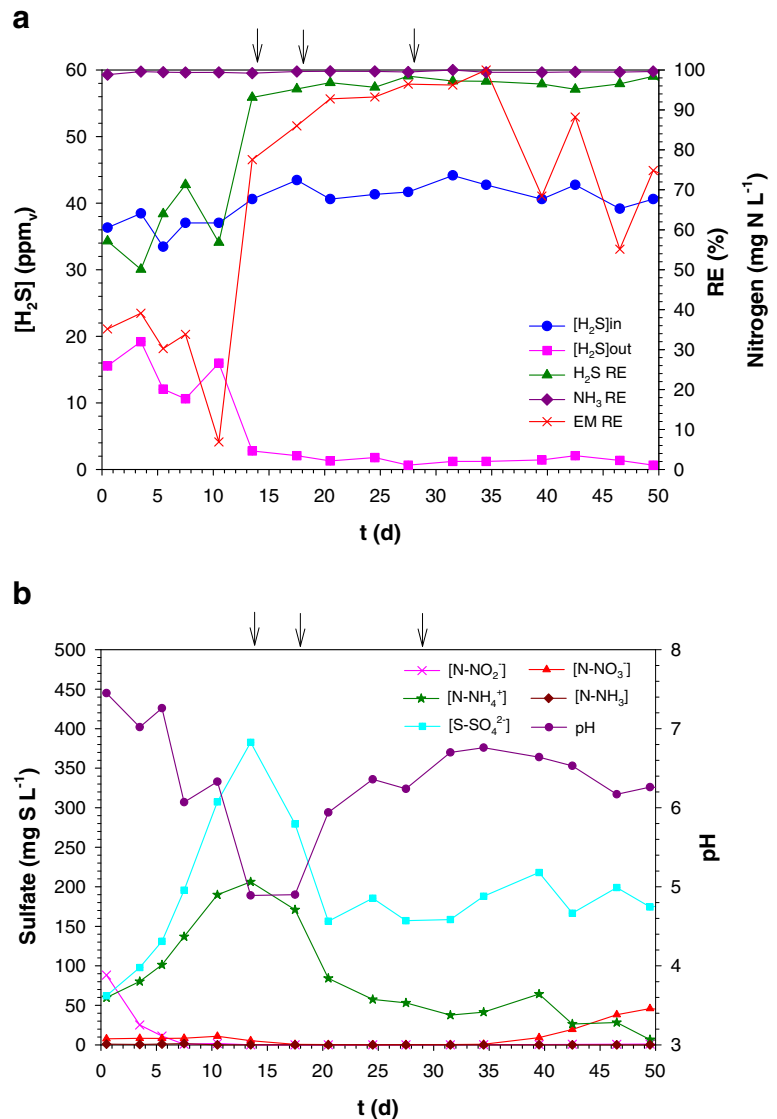 a
60
50
40
30
20
10
0
[H₂S] (ppmᵥ)
100
90
80
70
60
50
40
30
20
10
0
RE (%)
Nitrogen (mg N L⁻¹)
[H₂S]in
[H₂S]out
H₂S RE
NH₃ RE
EM RE
0 5 10 15 20 25 30 35 40 45 50
t (d)
b
500
450
400
350
300
250
200
150
100
50
0
Sulfate (mg S L⁻¹)
8
7
6
5
4
3
pH
[N-NO₂⁻] [N-NO₃⁻]
[N-NH₄⁺] [N-NH₃]
[S-SO₄²⁻] pH
0 5 10 15 20 25 30 35 40 45 50
t (d)